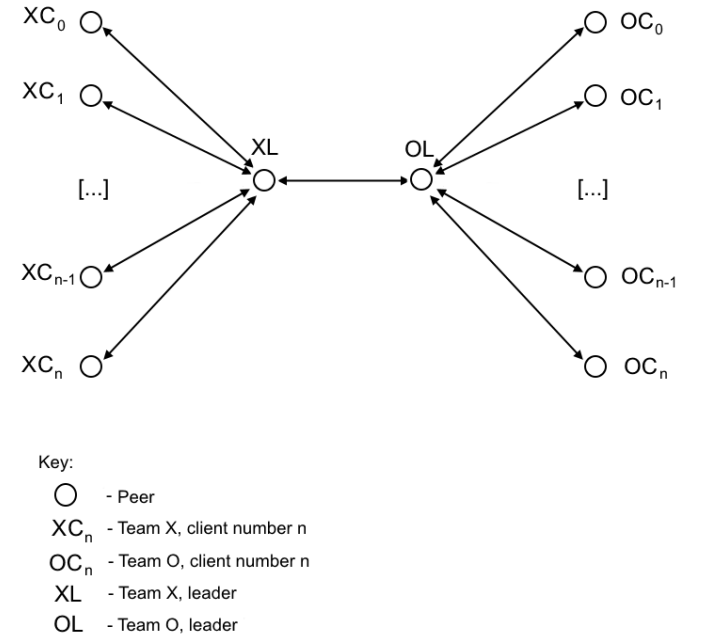 XC0 OC0
XC1 OC1
XL OL
[...] [...]
XCn-1 OCn-1
XCn OCn
Key:
- Peer
XCn - Team X, client number n
OCn - Team O, client number n
XL - Team X, leader
OL - Team O, leader